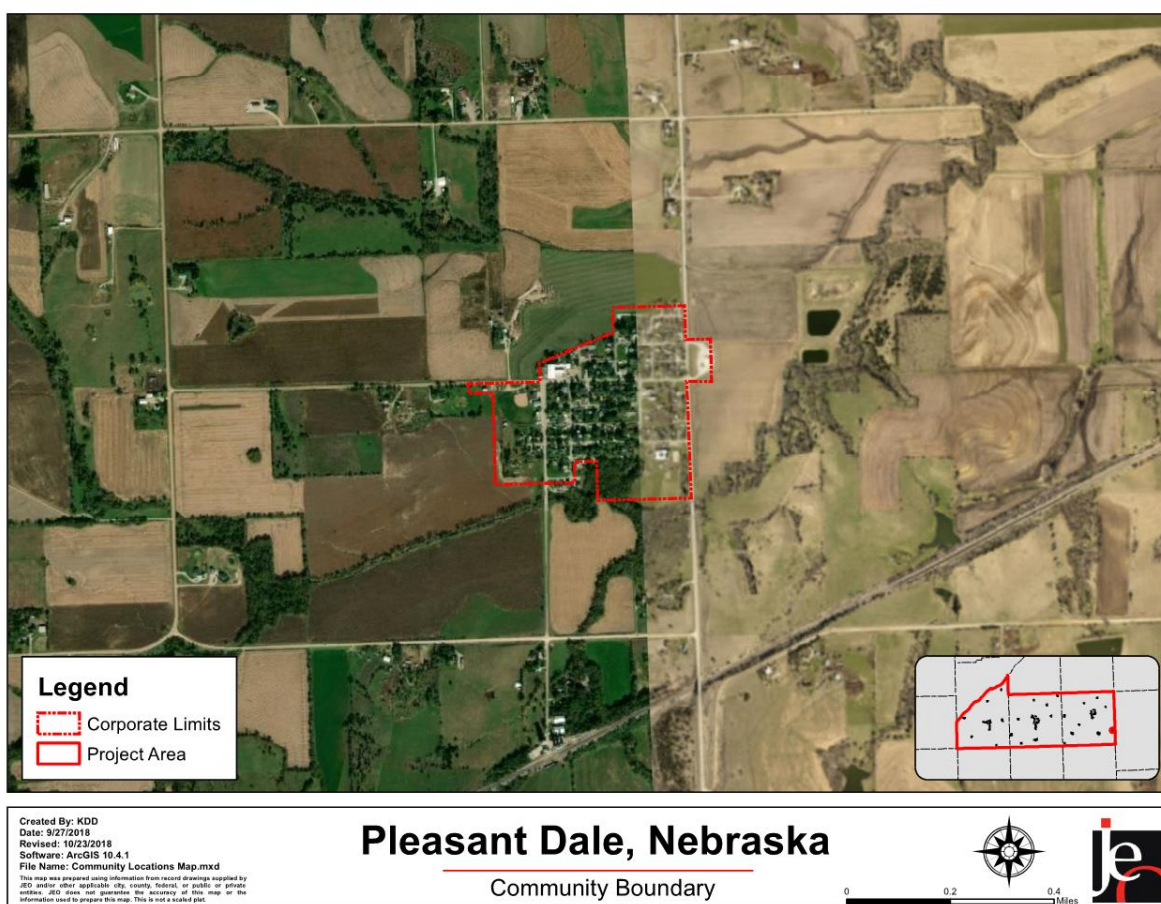 Legend
Corporate Limits
Project Area
Created By: KDD
Date: 9/27/2018
Revised: 10/23/2018
Software: ArcGIS 10.4.1
File Name: Community Locations Map.mxd
This map was prepared using information from record drawings supplied by
JEO and/or other applicable city, county, federal, or public or private
entities. JEO does not guarantee the accuracy of this map or the
information used to prepare this map. This is not a scaled plat.
Pleasant Dale, Nebraska
Community Boundary
0 0.2 0.4
Miles
jeo